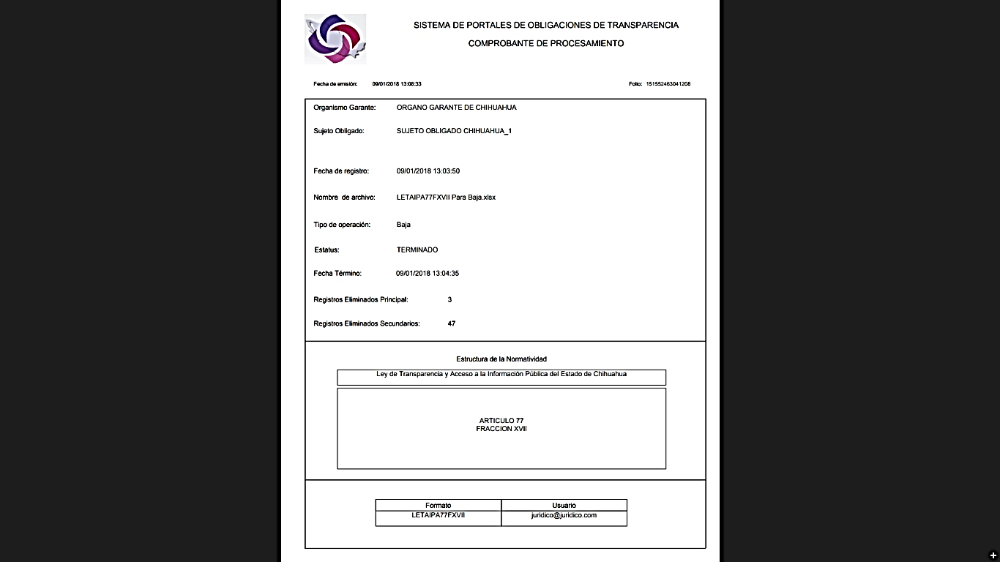 SISTEMA DE PORTALES DE OBLIGACIONES DE TRANSPARENCIA
COMPROBANTE DE PROCESAMIENTO
Fecha de emisión: 09/01/2018 13:08:33 Folio: 151552463041208
Organismo Garante: ORGANO GARANTE DE CHIHUAHUA
Sujeto Obligado: SUJETO OBLIGADO CHIHUAHUA_1
Fecha de registro: 09/01/2018 13:03:50
Nombre de archivo: LETAIPA77FXVII Para Baja.xlsx
Tipo de operación: Baja
Estatus: TERMINADO
Fecha Término: 09/01/2018 13:04:35
Registros Eliminados Principal: 3
Registros Eliminados Secundarios: 47
Estructura de la Normatividad
Ley de Transparencia y Acceso a la Información Pública del Estado de Chihuahua
ARTICULO 77
FRACCION XVII
Formato Usuario
LETAIPA77FXVII juridico@juridico.com